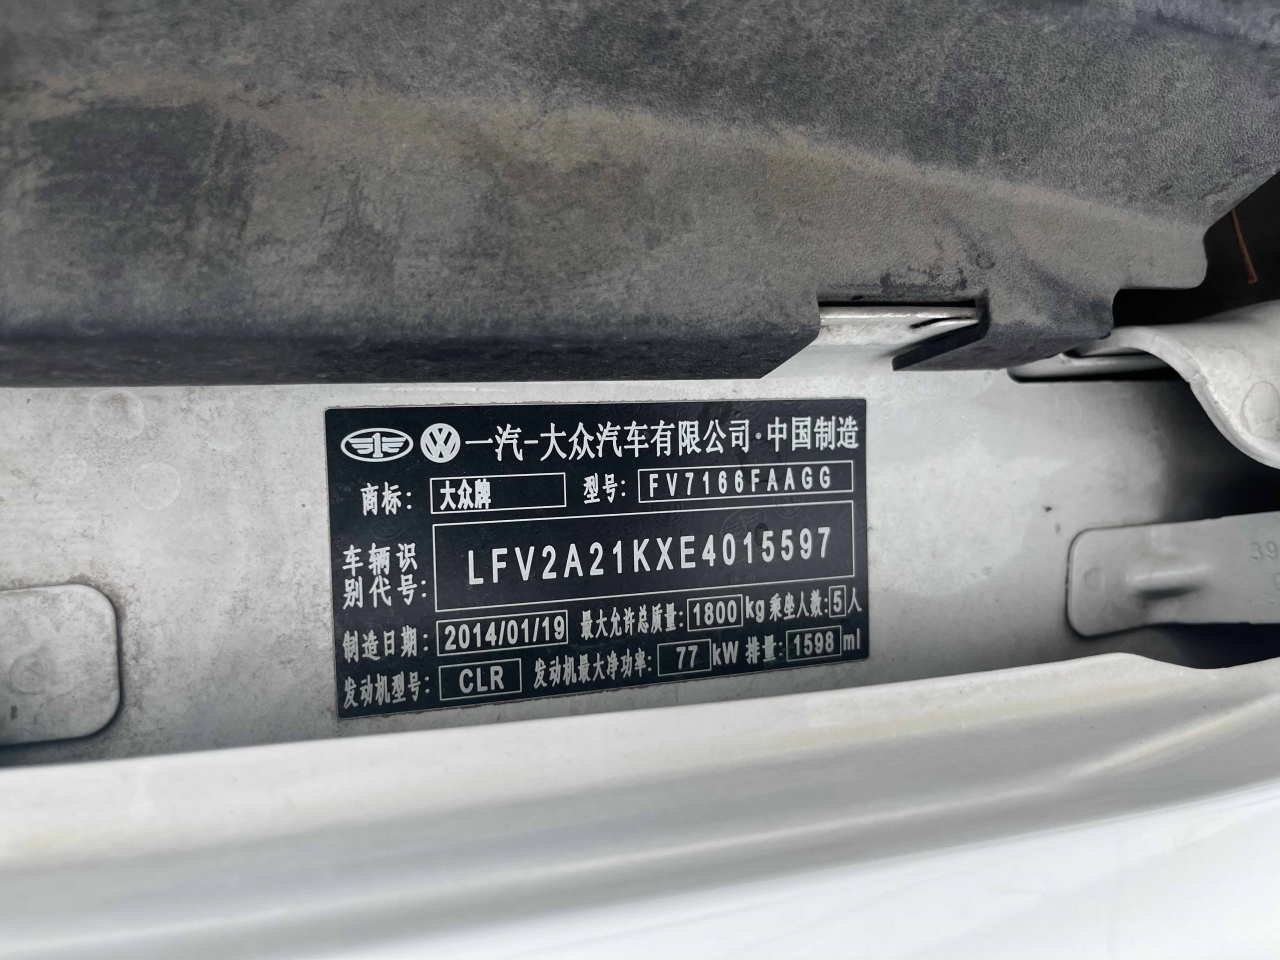 一汽-大众汽车有限公司·中国制造
商标: 大众牌 型号: FV7166FAAGG
车辆识别代号: LFV2A21KXE4015597
制造日期: 2014/01/19 最大允许总质量: 1800 kg 乘坐人数: 5 人
发动机型号: CLR 发动机最大净功率: 77 kW 排量: 1598 ml
39